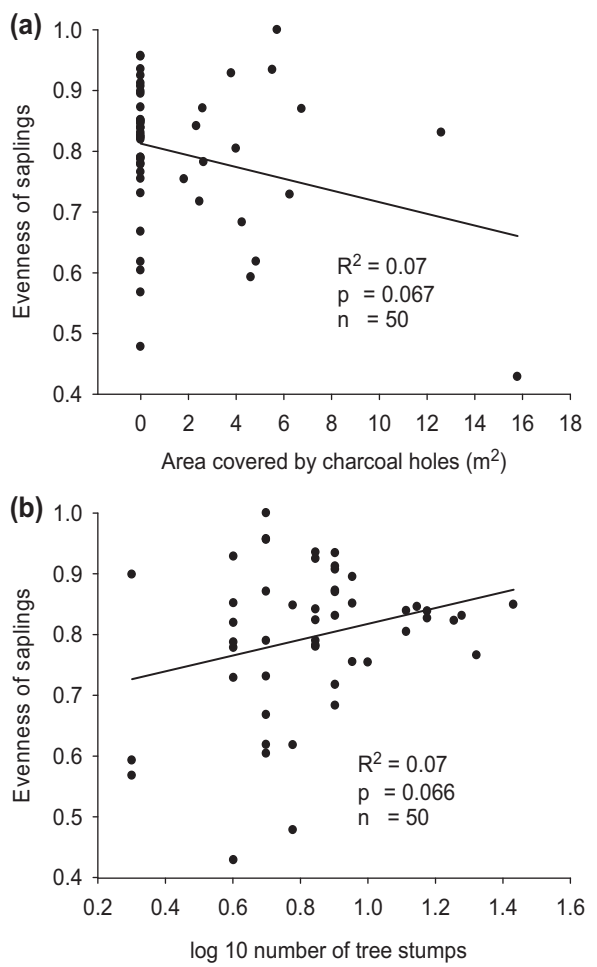 (a)
1.0
0.9
0.8
0.7
0.6
0.5
0.4
Evenness of saplings
R² = 0.07
p = 0.067
n = 50
0 2 4 6 8 10 12 14 16 18
Area covered by charcoal holes (m²)
(b)
1.0
0.9
0.8
0.7
0.6
0.5
0.4
Evenness of saplings
R² = 0.07
p = 0.066
n = 50
0.2 0.4 0.6 0.8 1.0 1.2 1.4 1.6
log 10 number of tree stumps